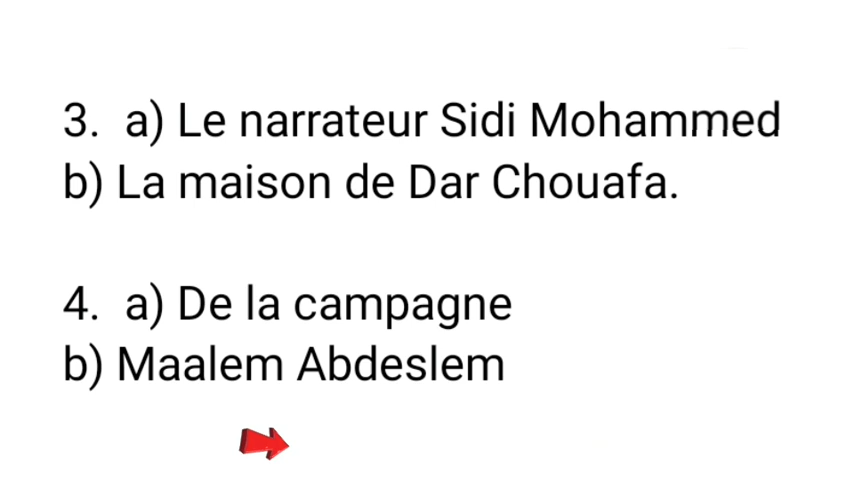 3. a) Le narrateur Sidi Mohammed
b) La maison de Dar Chouafa.
4. a) De la campagne
b) Maalem Abdeslem